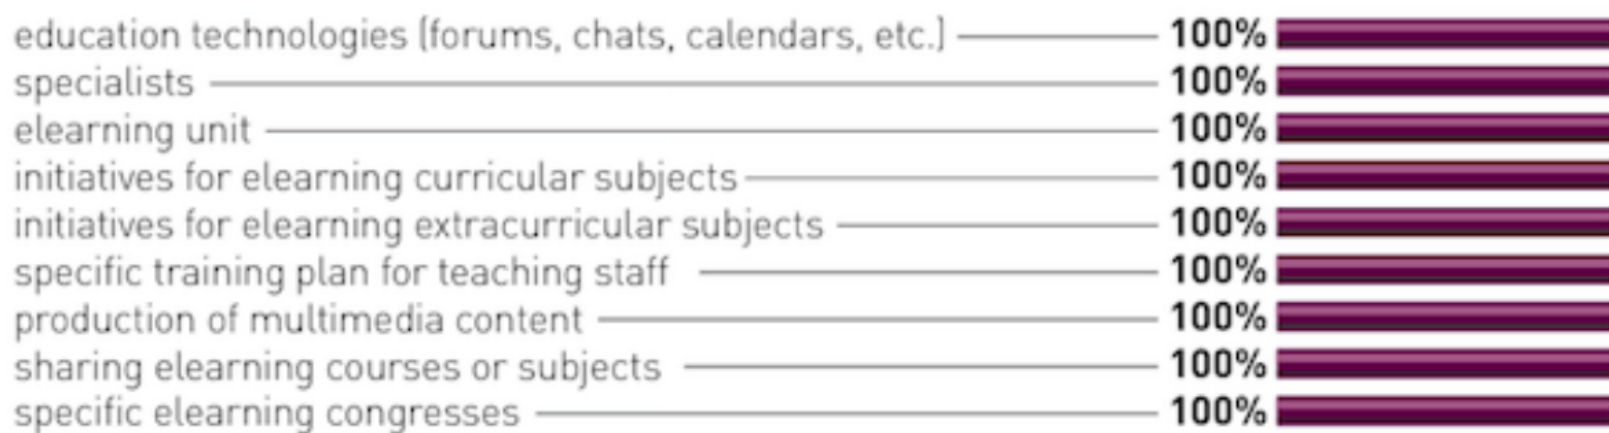 education technologies (forums, chats, calendars, etc.) 100%
specialists 100%
elearning unit 100%
initiatives for elearning curricular subjects 100%
initiatives for elearning extracurricular subjects 100%
specific training plan for teaching staff 100%
production of multimedia content 100%
sharing elearning courses or subjects 100%
specific elearning congresses 100%